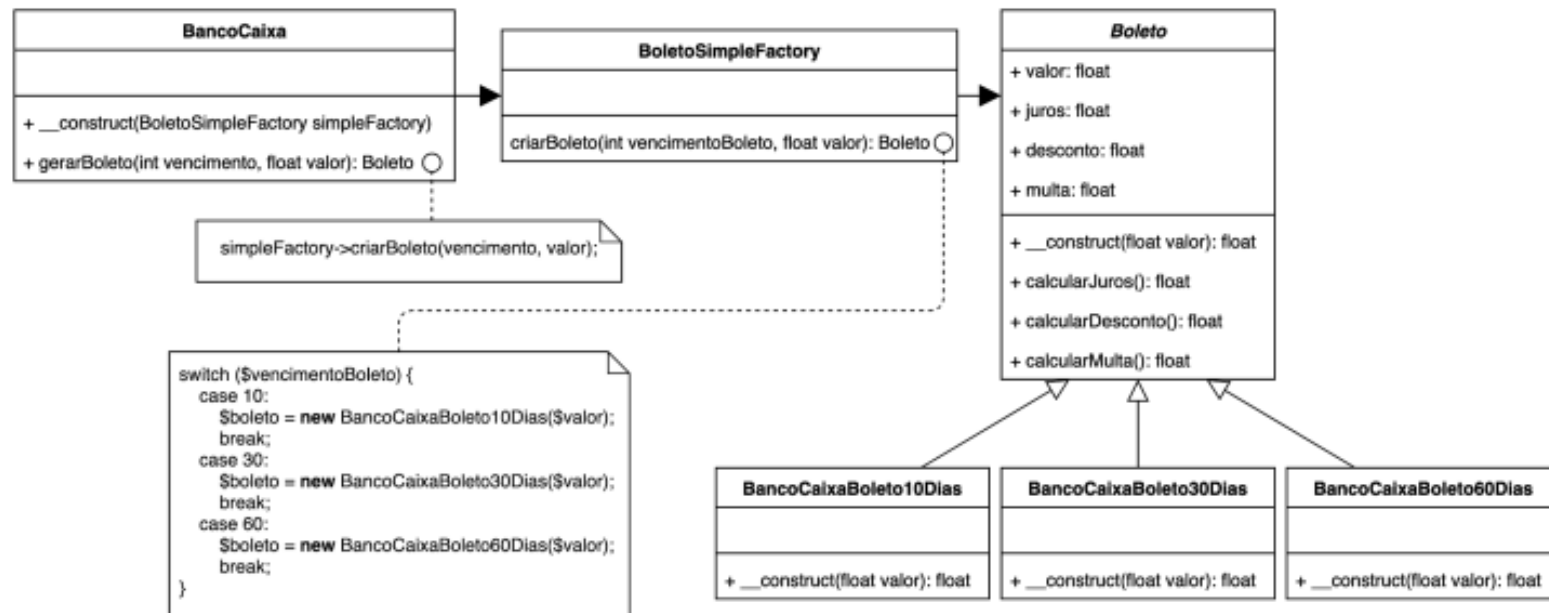 BancoCaixa
+ __construct(BoletoSimpleFactory simpleFactory)
+ gerarBoleto(int vencimento, float valor): Boleto
simpleFactory->criarBoleto(vencimento, valor);
BoletoSimpleFactory
criarBoleto(int vencimentoBoleto, float valor): Boleto
switch ($vencimentoBoleto) {
case 10:
$boleto = new BancoCaixaBoleto10Dias($valor);
break;
case 30:
$boleto = new BancoCaixaBoleto30Dias($valor);
break;
case 60:
$boleto = new BancoCaixaBoleto60Dias($valor);
break;
}
Boleto
+ valor: float
+ juros: float
+ desconto: float
+ multa: float
+ __construct(float valor): float
+ calcularJuros(): float
+ calcularDesconto(): float
+ calcularMulta(): float
BancoCaixaBoleto10Dias
+ __construct(float valor): float
BancoCaixaBoleto30Dias
+ __construct(float valor): float
BancoCaixaBoleto60Dias
+ __construct(float valor): float